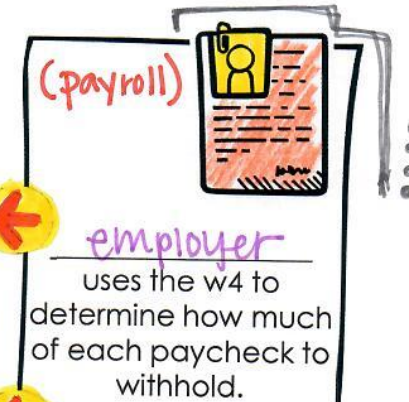 (payroll)
employer
uses the w4 to
determine how much
of each paycheck to
withhold.